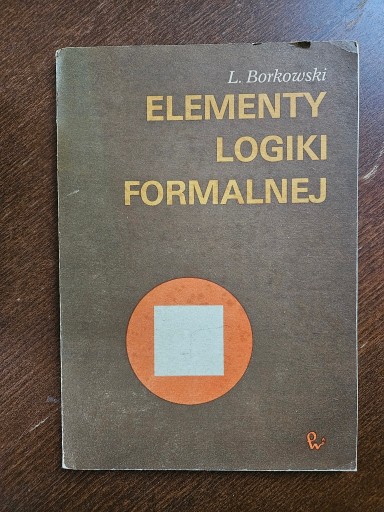 L. Borkowski
ELEMENTY
LOGIKI
FORMALNEJ